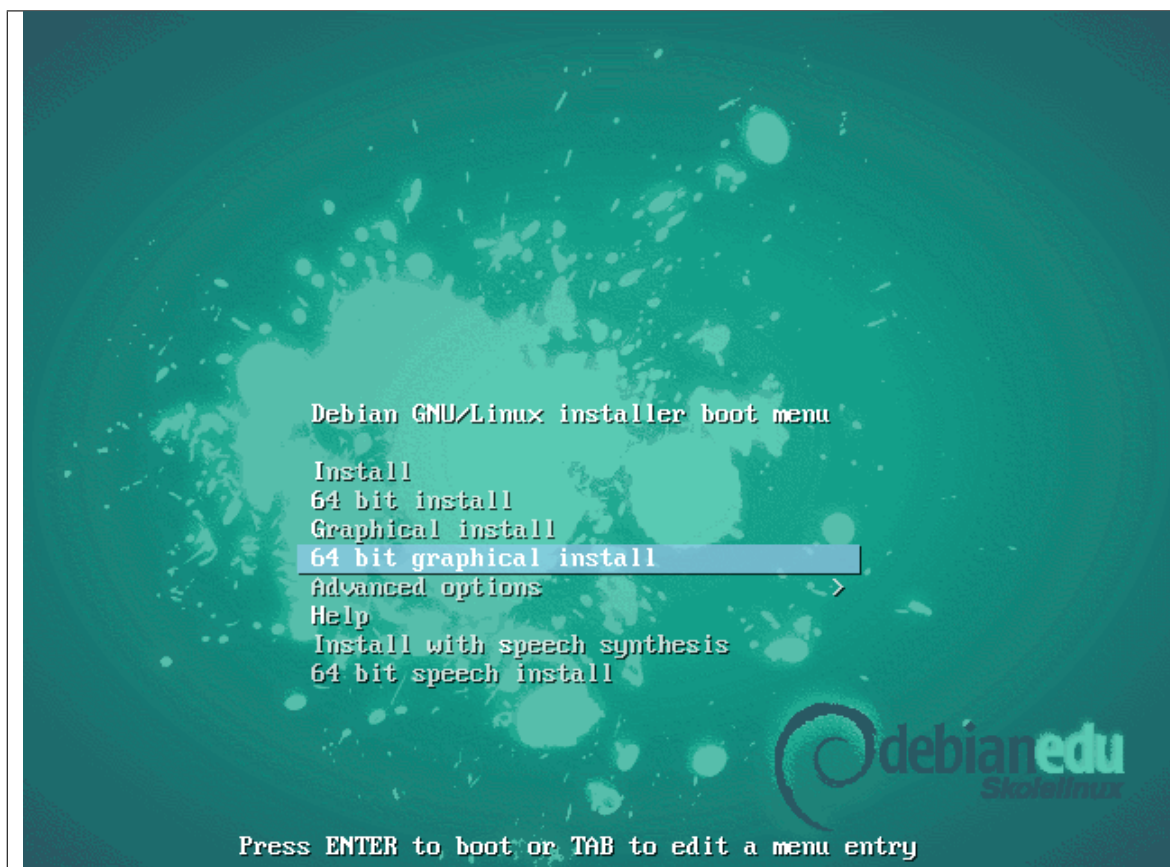 Debian GNU/Linux installer boot menu
Install
64 bit install
Graphical install
64 bit graphical install
Advanced options >
Help
Install with speech synthesis
64 bit speech install
debianedu
Skolelinux
Press ENTER to boot or TAB to edit a menu entry